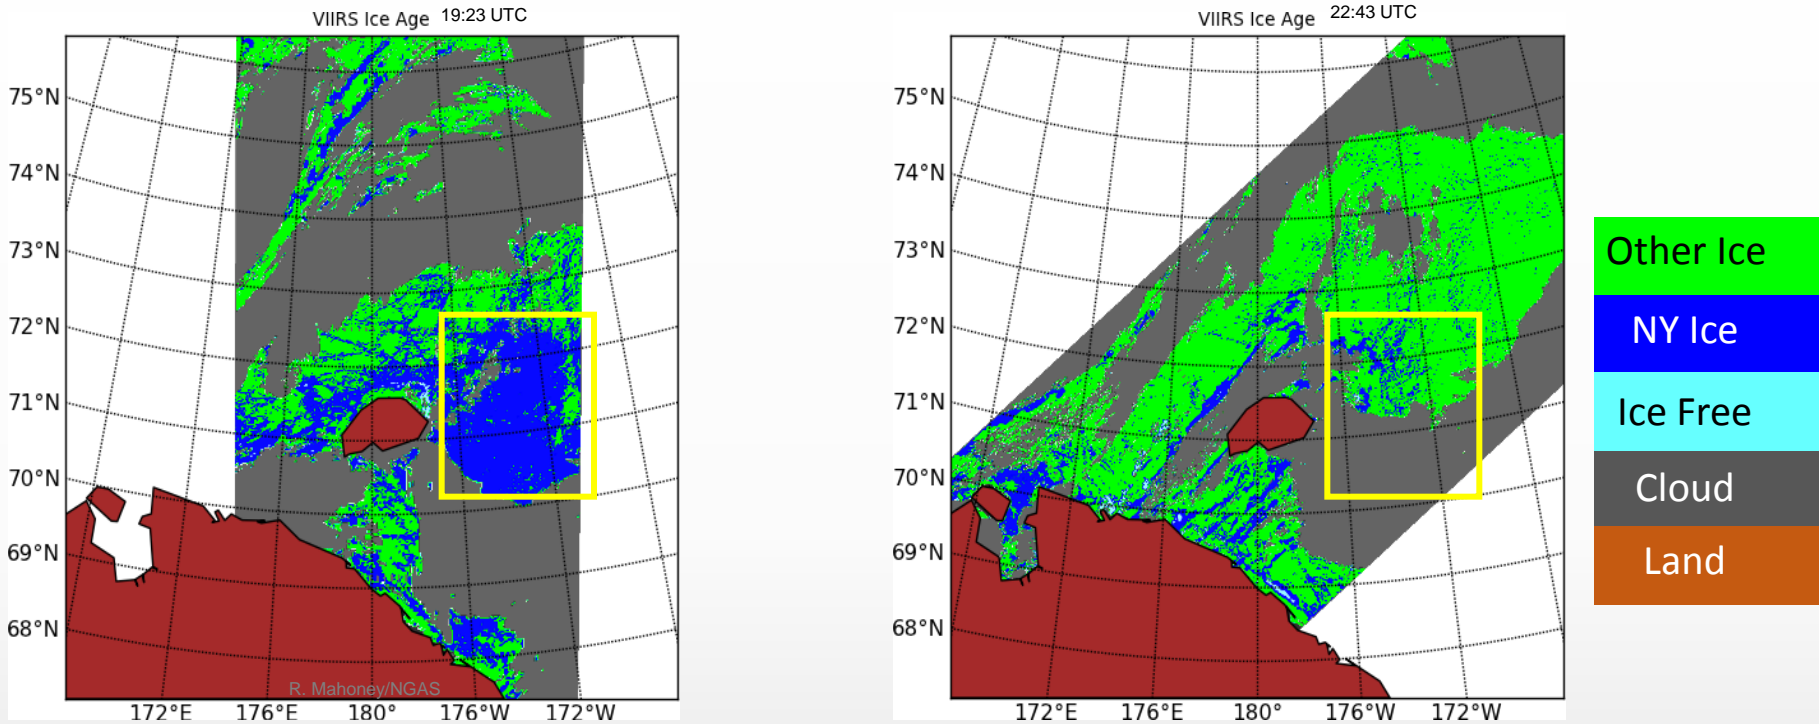 VIIRS Ice Age 19:23 UTC
75°N
74°N
73°N
72°N
71°N
70°N
69°N
68°N
172°E 176°E 180° 176°W 172°W
R. Mahoney/NGAS
VIIRS Ice Age 22:43 UTC
75°N
74°N
73°N
72°N
71°N
70°N
69°N
68°N
172°E 176°E 180° 176°W 172°W
Other Ice
NY Ice
Ice Free
Cloud
Land